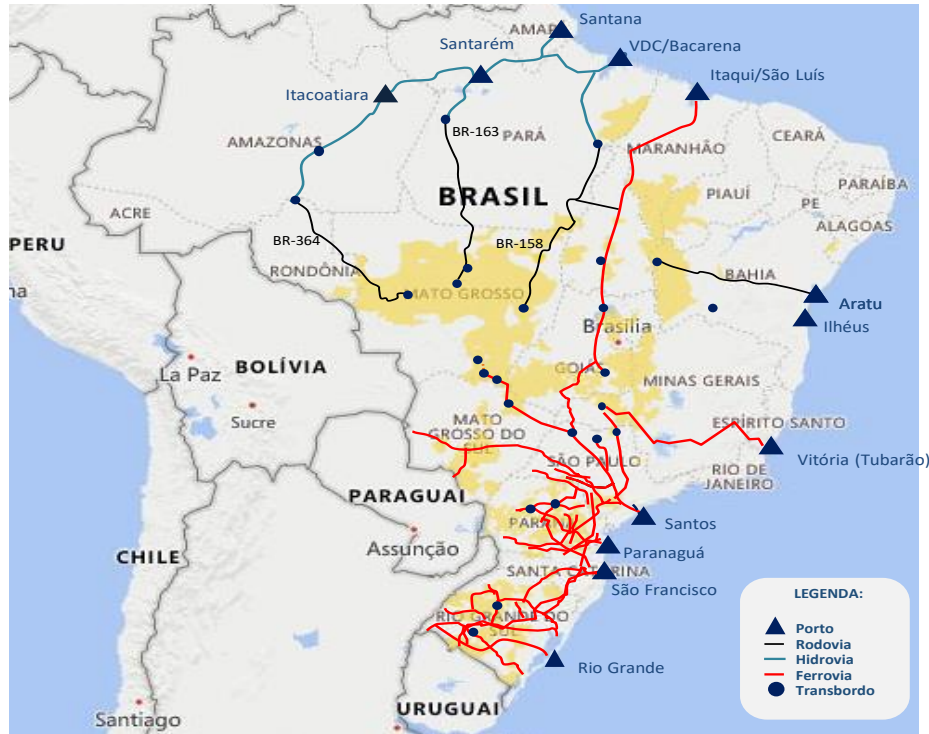 Santana
AMAPÁ
Santarém
VDC/Bacarena
Itaqui/São Luís
Itacoatiara
BR-163
PARÁ
AMAZONAS
MARANHÃO
CEARÁ
BRASIL
PIAUÍ
PARAÍBA
PE
ACRE
ALAGOAS
PERU
BR-364
BR-158
RONDÔNIA
BAHIA
na
MATO GROSSO
Aratu
Ilhéus
Brasília
BOLÍVIA
La Paz
GOIÁS
MINAS GERAIS
Sucre
MATO
GROSSO DO
SUL
ESPÍRITO SANTO
Vitória (Tubarão)
SÃO PAULO
RIO DE
JANEIRO
PARAGUAI
PARANÁ
Santos
Assunção
Paranaguá
CHILE
SANTA CATARINA
São Francisco
LEGENDA:
Porto
Rodovia
Hidrovia
Ferrovia
Transbordo
RIO GRANDE DO
SUL
Rio Grande
URUGUAI
Santiago